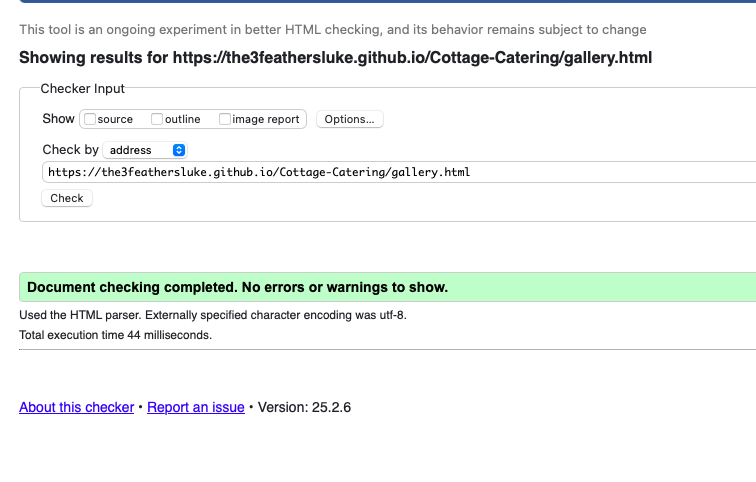 This tool is an ongoing experiment in better HTML checking, and its behavior remains subject to change
Showing results for https://the3feathersluke.github.io/Cottage-Catering/gallery.html
Checker Input
Show source outline image report Options...
Check by address
https://the3feathersluke.github.io/Cottage-Catering/gallery.html
Check
Document checking completed. No errors or warnings to show.
Used the HTML parser. Externally specified character encoding was utf-8.
Total execution time 44 milliseconds.
About this checker • Report an issue • Version: 25.2.6